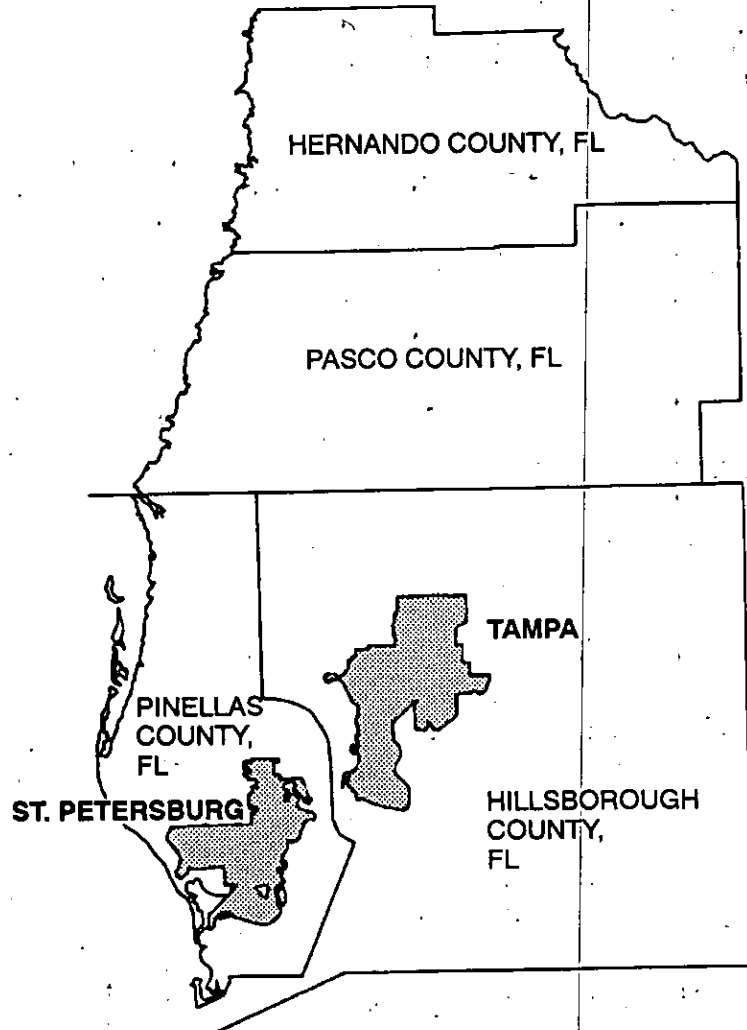 HERNANDO COUNTY, FL
PASCO COUNTY, FL
TAMPA
PINELLAS
COUNTY,
FL
ST. PETERSBURG
HILLSBOROUGH
COUNTY,
FL